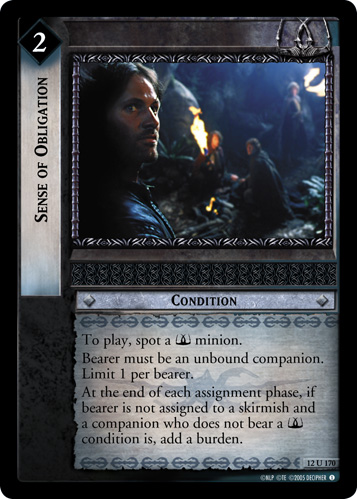 2
SENSE OF OBLIGATION
CONDITION
To play, spot a minion.
Bearer must be an unbound companion.
Limit 1 per bearer.
At the end of each assignment phase, if
bearer is not assigned to a skirmish and
a companion who does not bear a
condition is, add a burden.
12 U 170
©NLP ©TE ©2005 DECIPHER